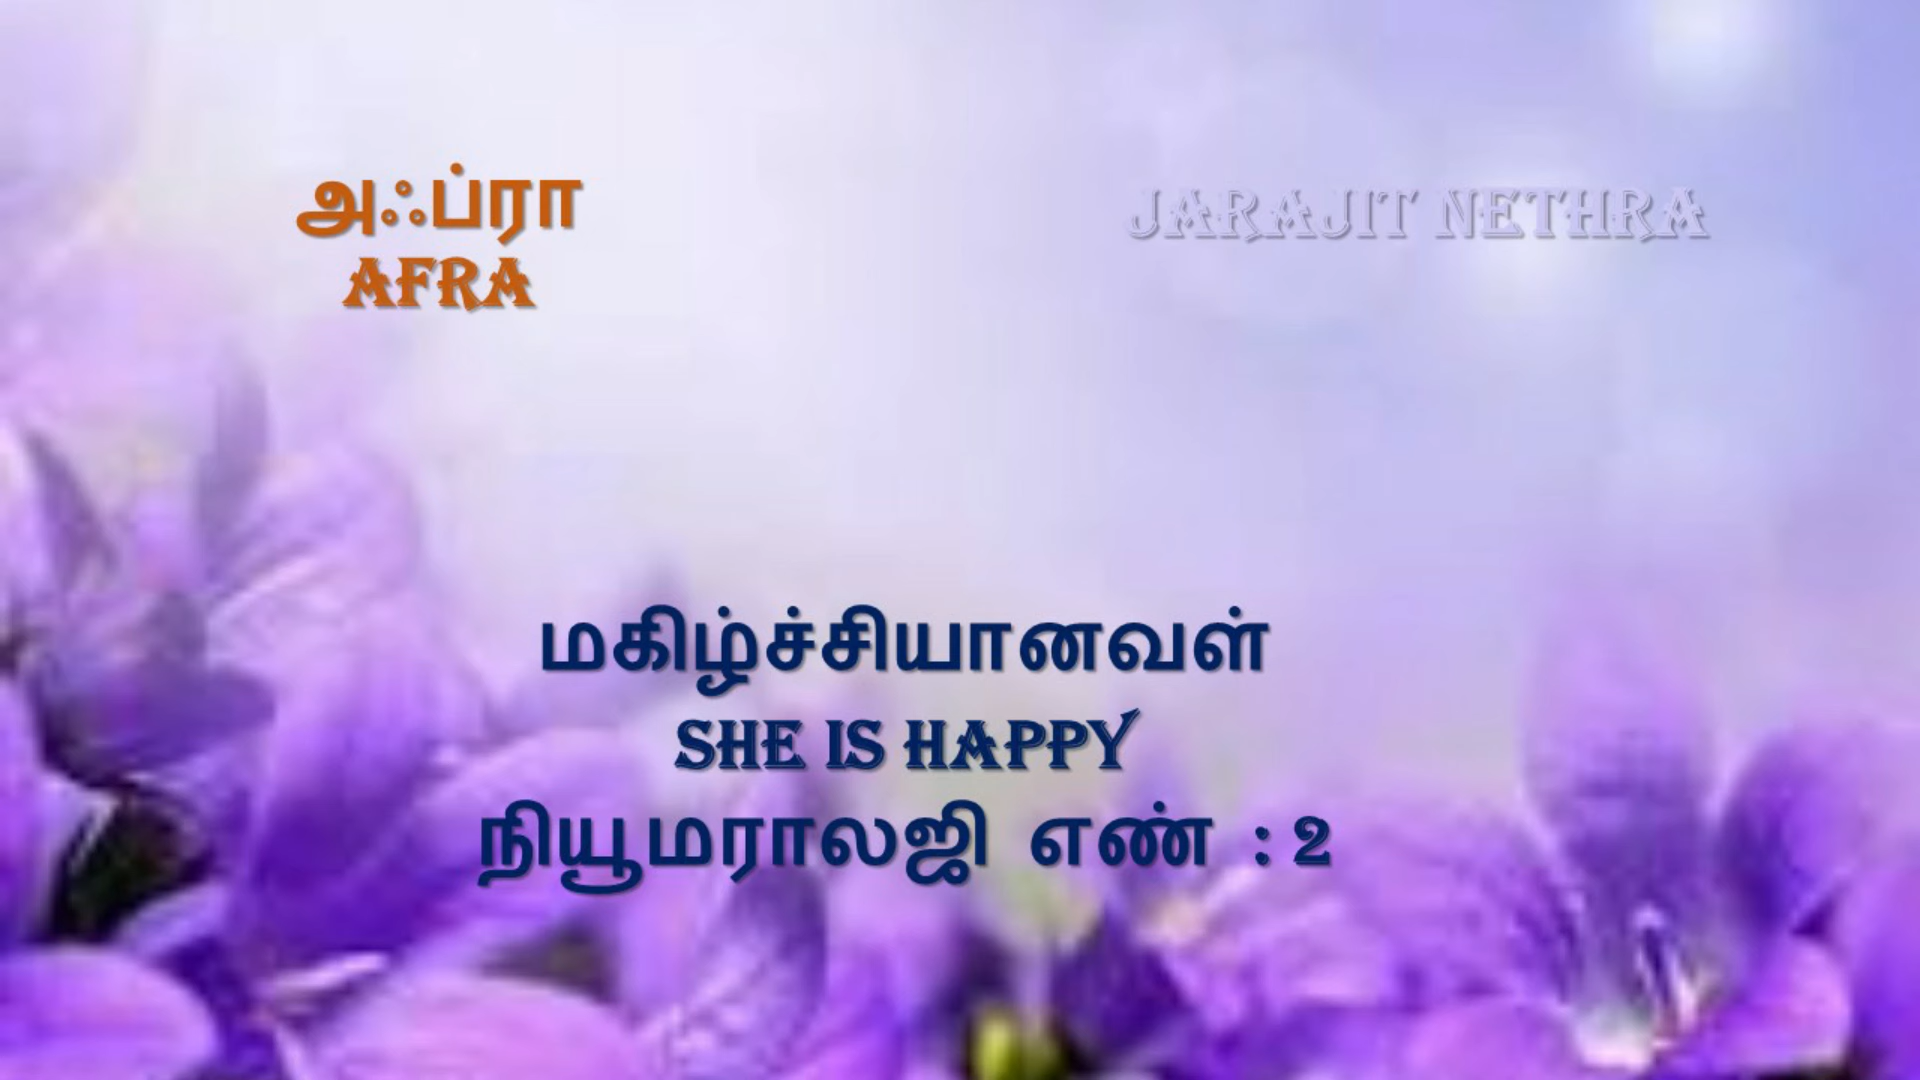 அஃப்ரா
AFRA
JARAJIT NETHRA
மகிழ்ச்சியானவள்
SHE IS HAPPY
நியூமராலஜி எண் : 2